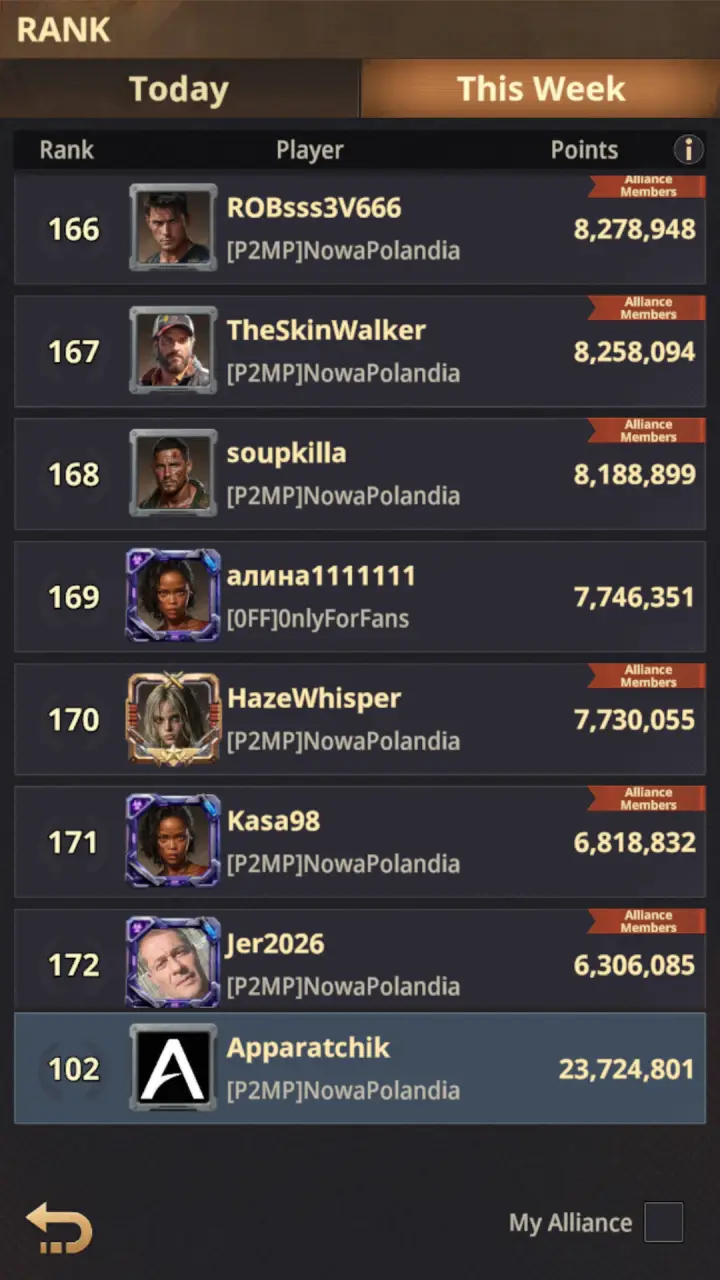 RANK
Today
This Week
Rank
Player
Points
i
Alliance
Members
166
ROBsss3V666
[P2MP]NowaPolandia
8,278,948
Alliance
Members
167
TheSkinWalker
[P2MP]NowaPolandia
8,258,094
Alliance
Members
168
soupkilla
[P2MP]NowaPolandia
8,188,899
169
алина1111111
[0FF]0nlyForFans
7,746,351
Alliance
Members
170
HazeWhisper
[P2MP]NowaPolandia
7,730,055
Alliance
Members
171
Kasa98
[P2MP]NowaPolandia
6,818,832
Alliance
Members
172
Jer2026
[P2MP]NowaPolandia
6,306,085
102
A
Apparatchik
[P2MP]NowaPolandia
23,724,801
My Alliance